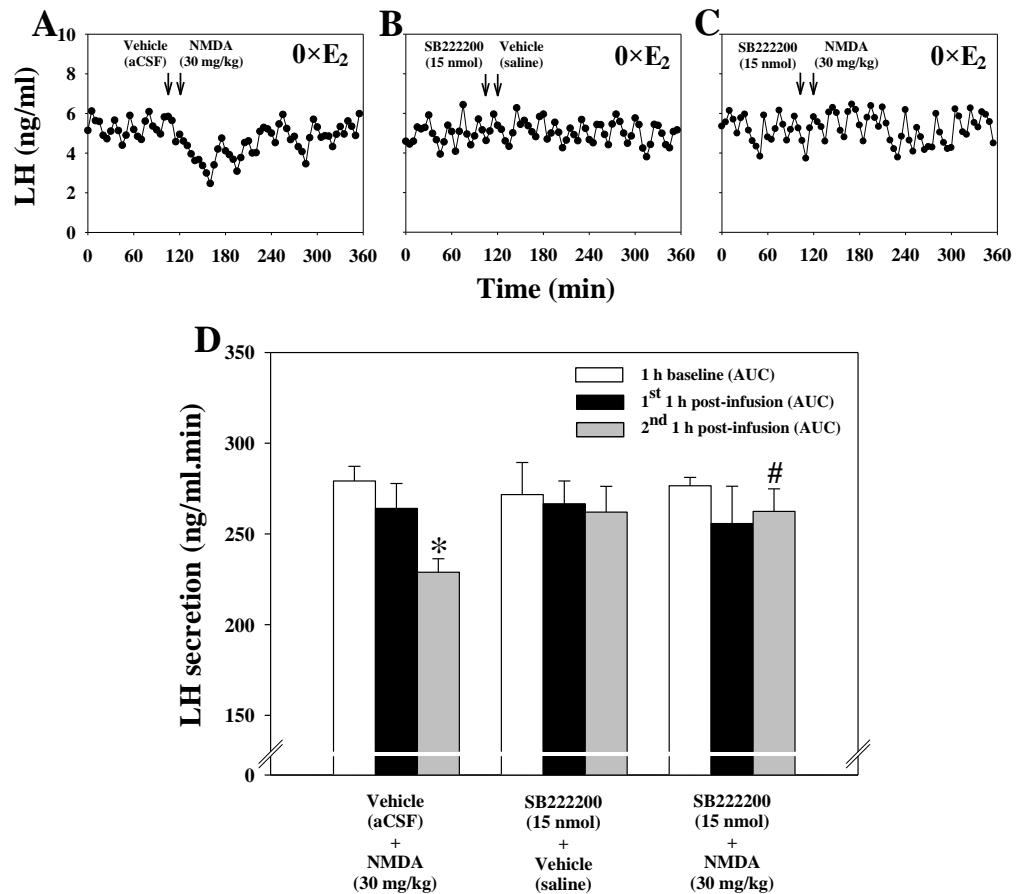 A
B
C
10
8
6
4
2
0
LH (ng/ml)
Vehicle
(aCSF)
NMDA
(30 mg/kg)
0×E2
SB222200
(15 nmol)
Vehicle
(saline)
0×E2
SB222200
(15 nmol)
NMDA
(30 mg/kg)
0×E2
0 60 120 180 240 300 360
0 60 120 180 240 300 360
0 60 120 180 240 300 360
Time (min)
D
350
300
250
200
150
0
LH secretion (ng/ml.min)
1 h baseline (AUC)
1st 1 h post-infusion (AUC)
2nd 1 h post-infusion (AUC)
*
#
Vehicle
(aCSF)
+
NMDA
(30 mg/kg)
SB222200
(15 nmol)
+
Vehicle
(saline)
SB222200
(15 nmol)
+
NMDA
(30 mg/kg)